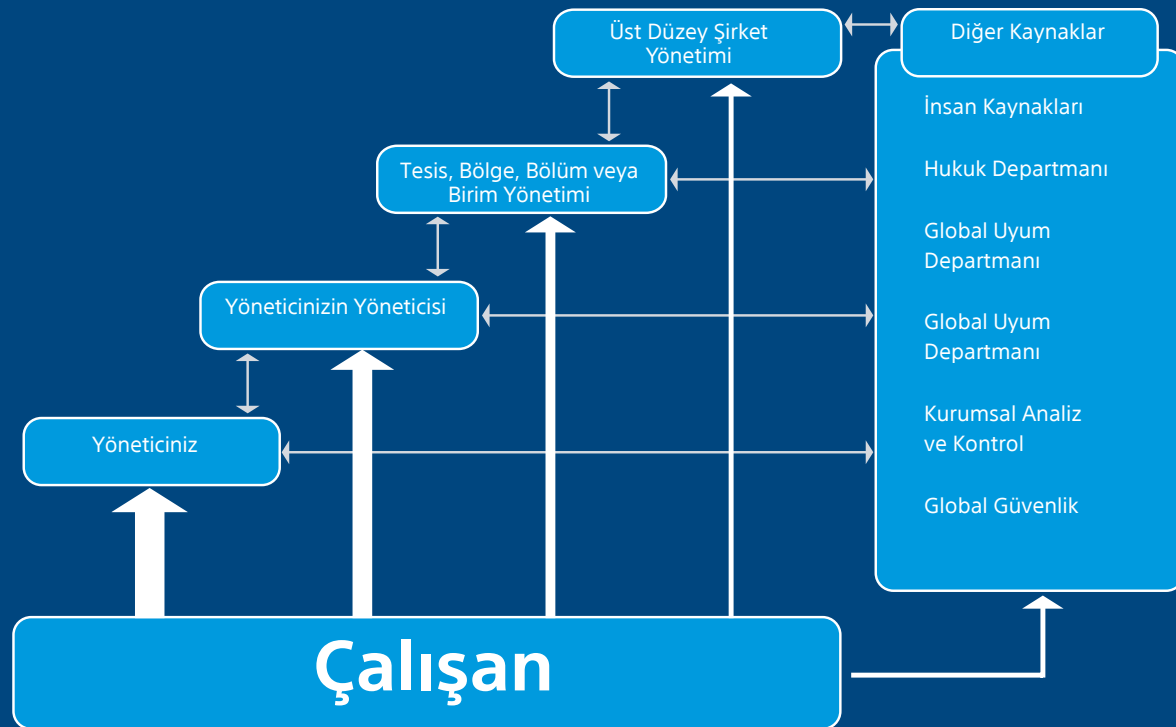 Üst Düzey Şirket
Yönetimi
Diğer Kaynaklar
İnsan Kaynakları
Hukuk Departmanı
Global Uyum
Departmanı
Global Uyum
Departmanı
Kurumsal Analiz
ve Kontrol
Global Güvenlik
Tesis, Bölge, Bölüm veya
Birim Yönetimi
Yöneticinizin Yöneticisi
Yöneticiniz
Çalışan